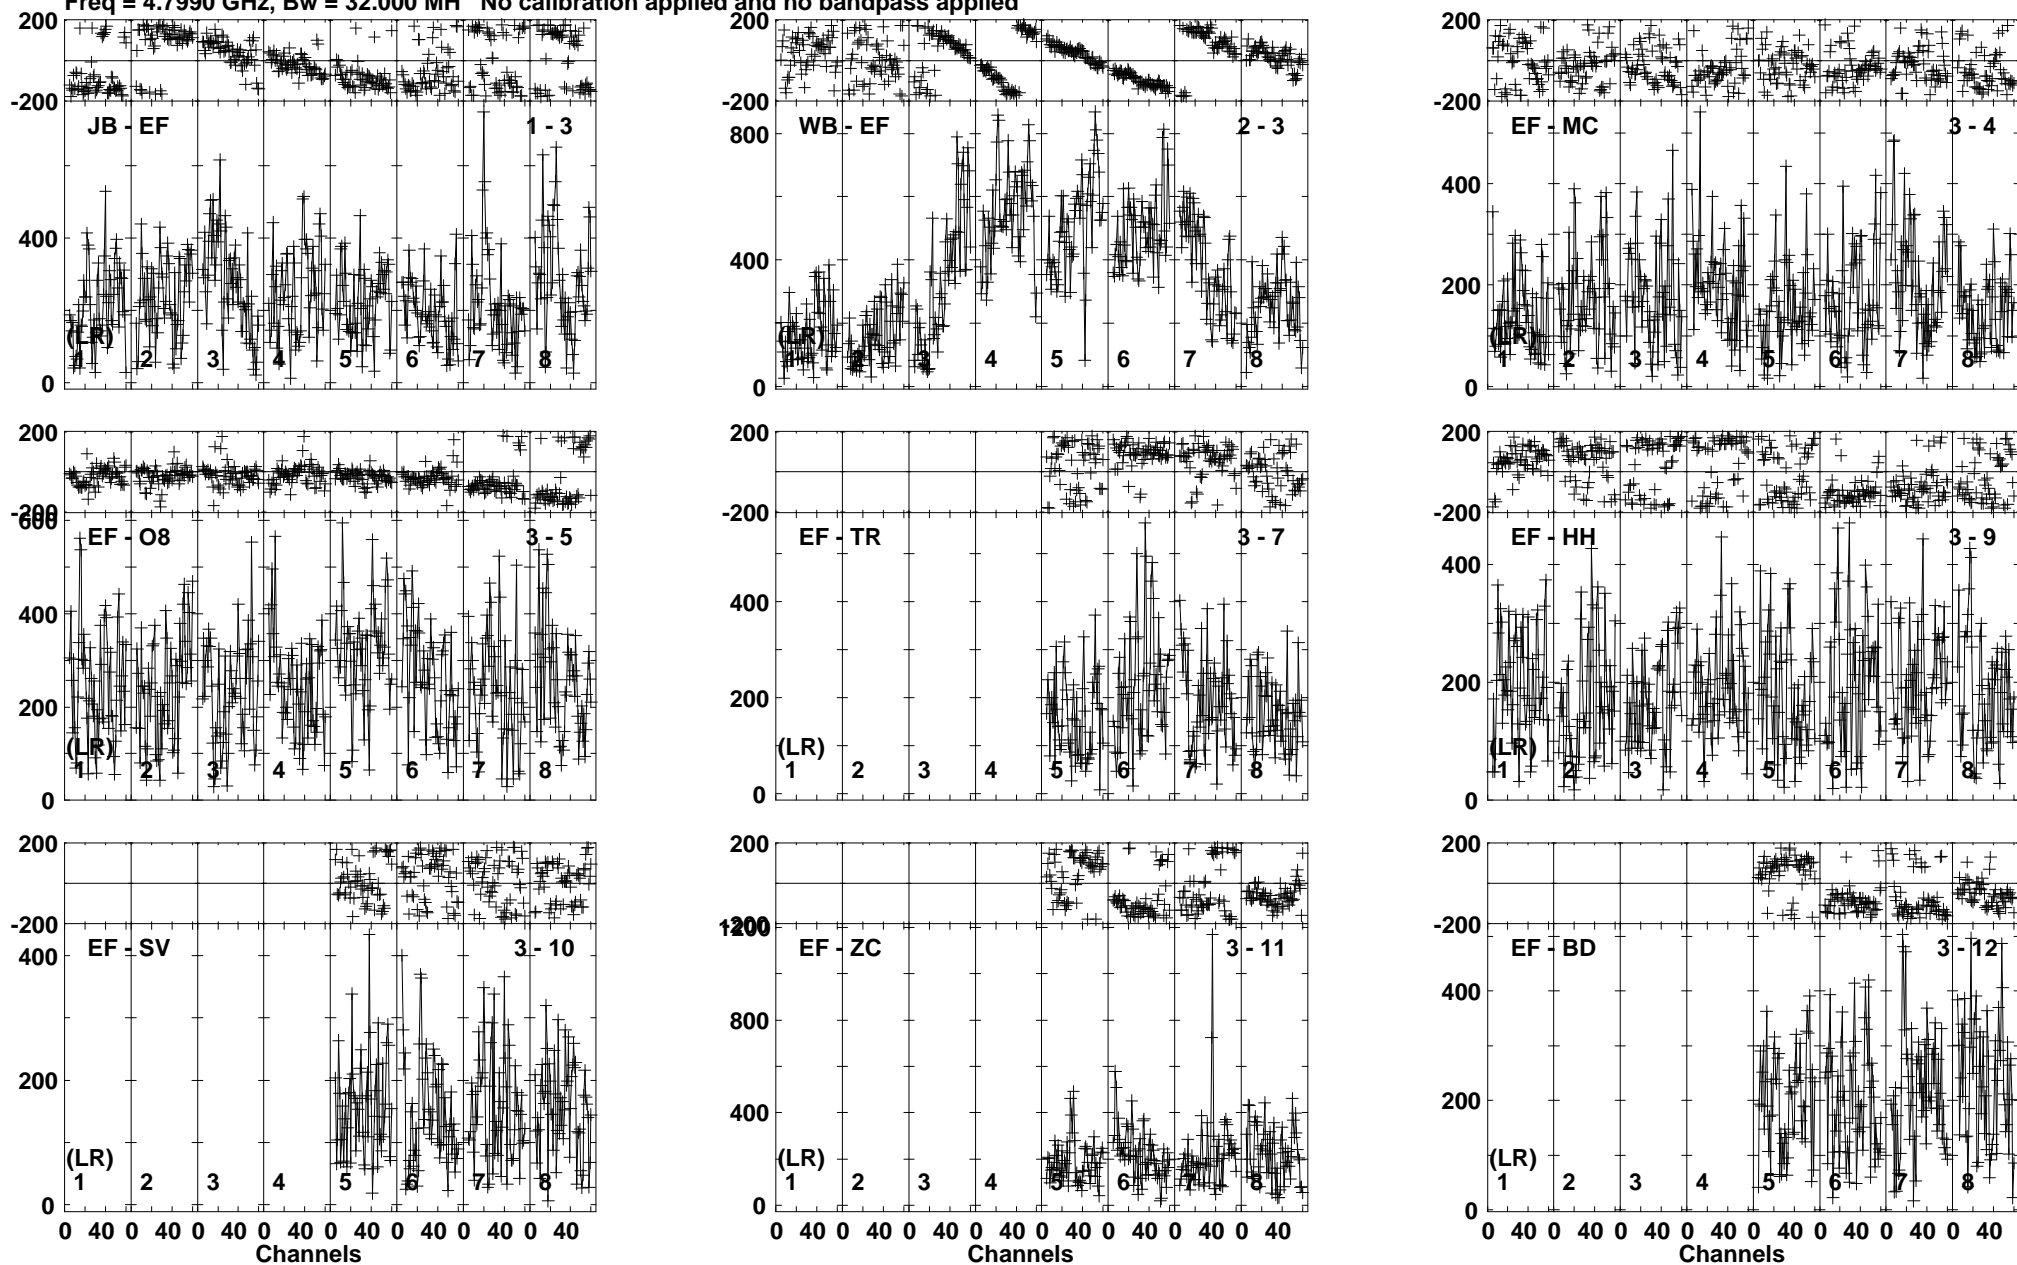 Freq = 4.7990 GHz, Bw = 32.000 MH No calibration applied and no bandpass applied
200 200 200
-200 -200 -200
JB - EF 1 - 3 WB - EF 2 - 3 EF - MC 3 - 4
800
400 400 400
200
(LR) (LR) (LR)
1 2 3 4 5 6 7 8 1 2 3 4 5 6 7 8 1 2 3 4 5 6 7 8
0 0 0
200 200 200
-200 -200 -200
600
EF - O8 3 - 5 EF - TR 3 - 7 EF - HH 3 - 9
400 400 400
200 200 200
(LR) (LR) (LR)
1 2 3 4 5 6 7 8 1 2 3 4 5 6 7 8 1 2 3 4 5 6 7 8
0 0 0
200 200 200
-200 -200 -200
1200
EF - SV 3 - 10 EF - ZC 3 - 11 EF - BD 3 - 12
400 800 400
200 400 200
(LR) (LR) (LR)
1 2 3 4 5 6 7 8 1 2 3 4 5 6 7 8 1 2 3 4 5 6 7 8
0 0 0
0 40 0 40 0 40 0 40 0 40 0 40 0 40 0 40 0 40 0 40 0 40 0 40 0 40 0 40 0 40 0 40 0 40 0 40 0 40 0 40 0 40 0 40 0 40 0 40
Channels Channels Channels